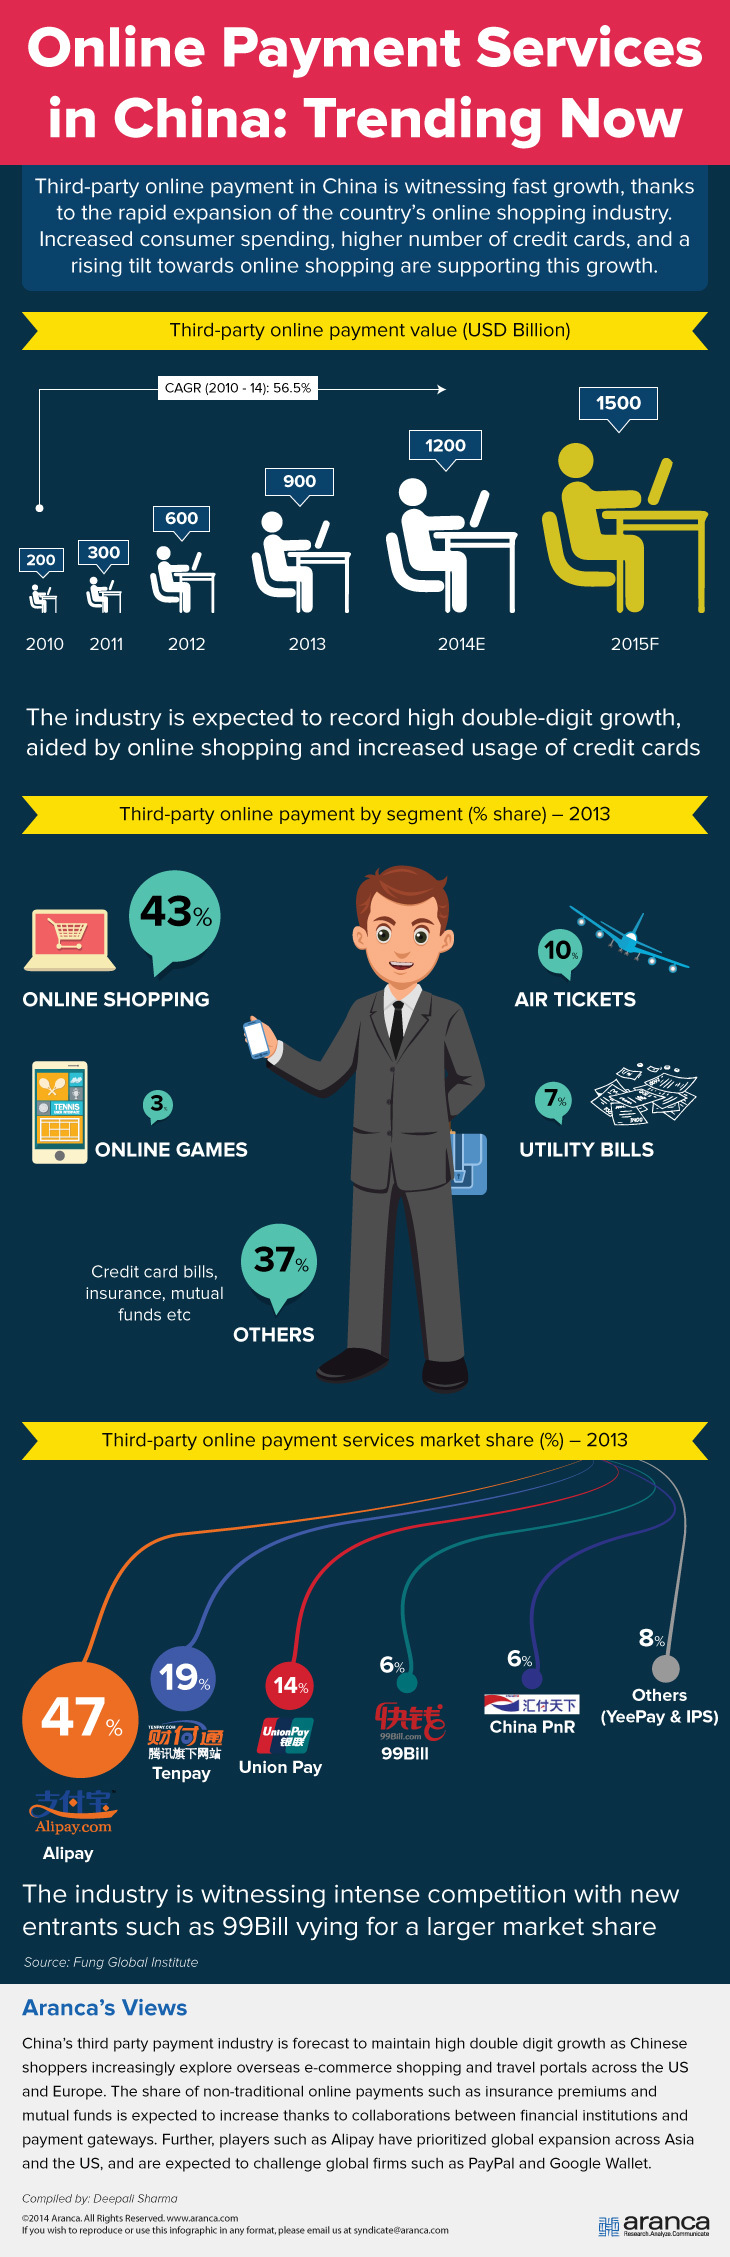 Online Payment Services
in China: Trending Now
Third-party online payment in China is witnessing fast growth, thanks
to the rapid expansion of the country's online shopping industry.
Increased consumer spending, higher number of credit cards, and a
rising tilt towards online shopping are supporting this growth.
Third-party online payment value (USD Billion)
CAGR (2010 - 14): 56.5%
200
300
600
900
1200
1500
2010
2011
2012
2013
2014E
2015F
The industry is expected to record high double-digit growth,
aided by online shopping and increased usage of credit cards
Third-party online payment by segment (% share) – 2013
43%
ONLINE SHOPPING
10%
AIR TICKETS
TENNIS
3%
ONLINE GAMES
7%
UTILITY BILLS
Credit card bills,
insurance, mutual
funds etc
37%
OTHERS
Third-party online payment services market share (%) – 2013
47%
支付宝
Alipay.com
Alipay
19%
TENPAY.COM
财付通
腾讯旗下网站
Tenpay
14%
UnionPay
银联
Union Pay
6%
快钱
99Bill.com
99Bill
6%
汇付天下
China PnR
8%
Others
(YeePay & IPS)
The industry is witnessing intense competition with new
entrants such as 99Bill vying for a larger market share
Source: Fung Global Institute
Aranca's Views
China's third party payment industry is forecast to maintain high double digit growth as Chinese
shoppers increasingly explore overseas e-commerce shopping and travel portals across the US
and Europe. The share of non-traditional online payments such as insurance premiums and
mutual funds is expected to increase thanks to collaborations between financial institutions and
payment gateways. Further, players such as Alipay have prioritized global expansion across Asia
and the US, and are expected to challenge global firms such as PayPal and Google Wallet.
Compiled by: Deepali Sharma
©2014 Aranca. All Rights Reserved. www.aranca.com
If you wish to reproduce or use this infographic in any format, please email us at syndicate@aranca.com
aranca
Research.Analyze.Communicate